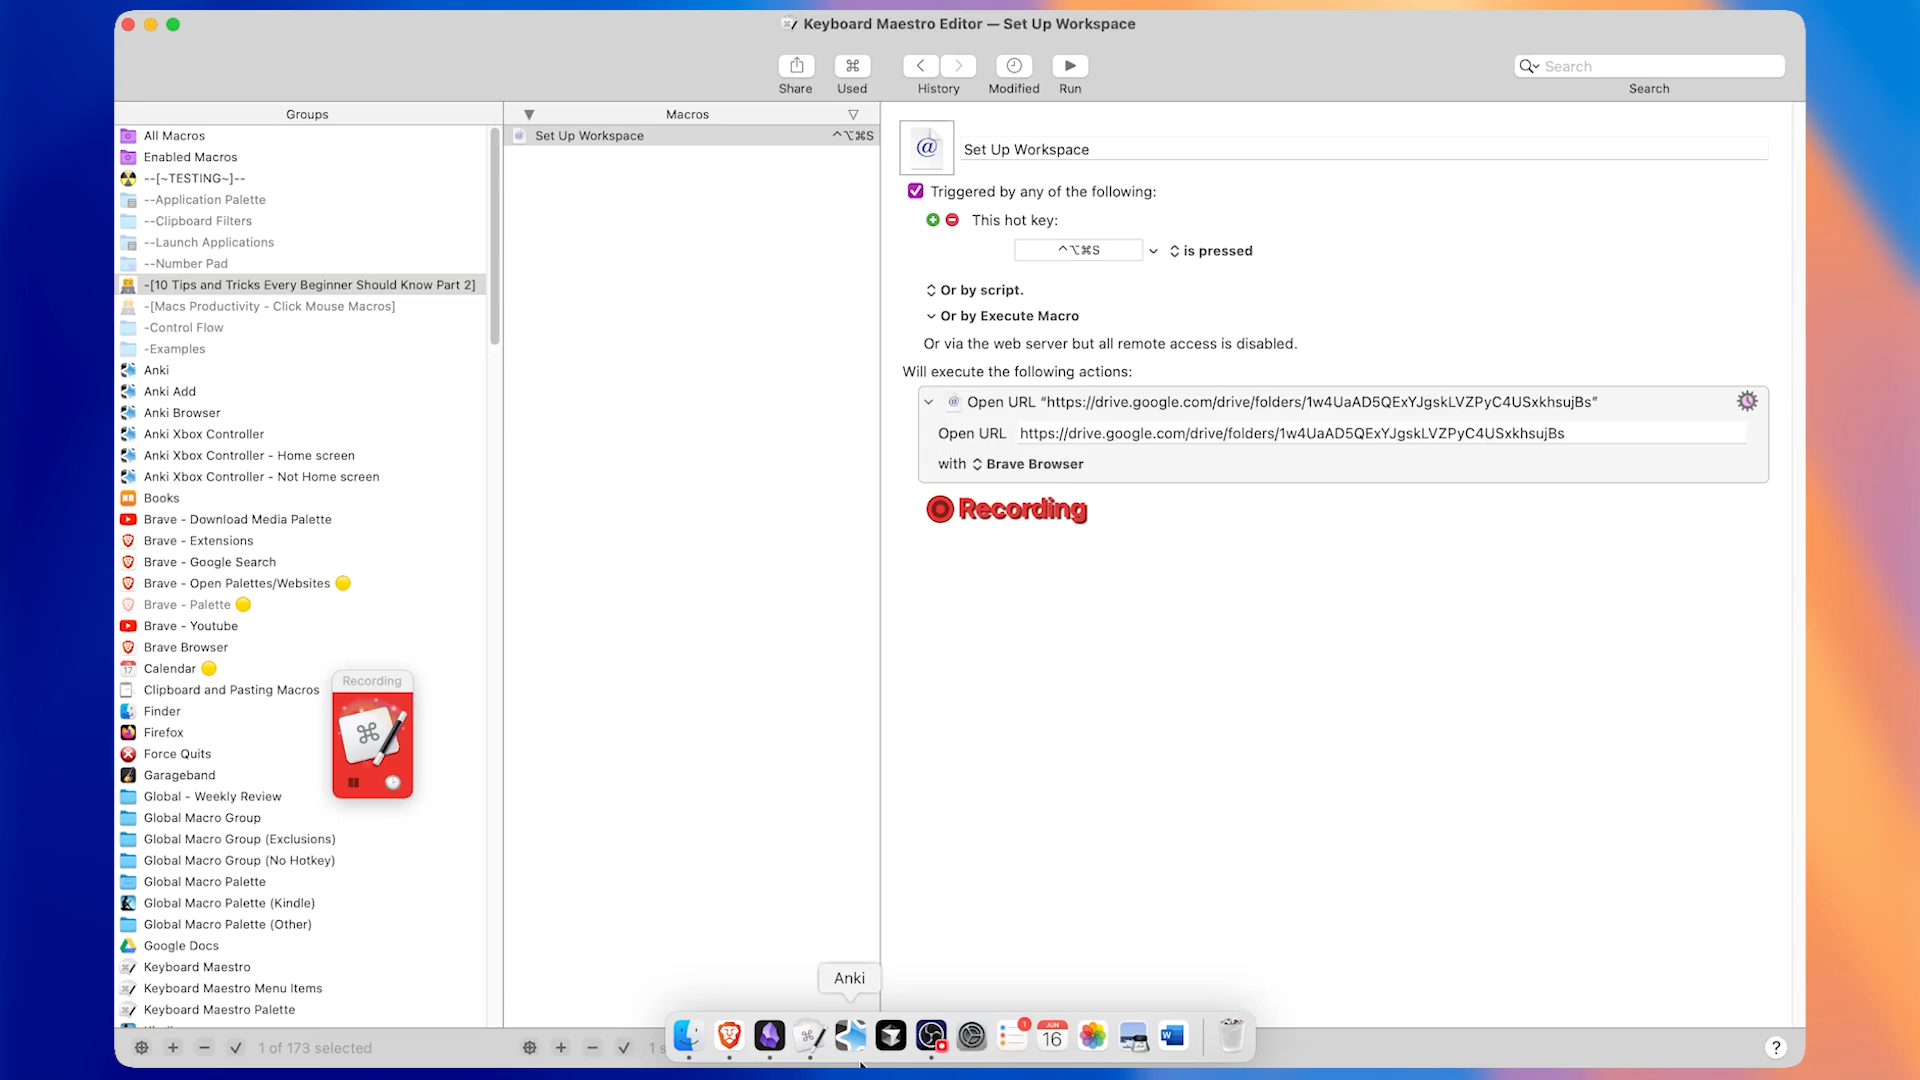 Keyboard Maestro Editor — Set Up Workspace
Share
Used
History
Modified
Run
Search
Search
Groups
All Macros
Enabled Macros
--[~TESTING~]--
--Application Palette
--Clipboard Filters
--Launch Applications
--Number Pad
-[10 Tips and Tricks Every Beginner Should Know Part 2]
-[Macs Productivity - Click Mouse Macros]
-Control Flow
-Examples
Anki
Anki Add
Anki Browser
Anki Xbox Controller
Anki Xbox Controller - Home screen
Anki Xbox Controller - Not Home screen
Books
Brave - Download Media Palette
Brave - Extensions
Brave - Google Search
Brave - Open Palettes/Websites
Brave - Palette
Brave - Youtube
Brave Browser
Calendar
Clipboard and Pasting Macros
Finder
Firefox
Force Quits
Garageband
Global - Weekly Review
Global Macro Group
Global Macro Group (Exclusions)
Global Macro Group (No Hotkey)
Global Macro Palette
Global Macro Palette (Kindle)
Global Macro Palette (Other)
Google Docs
Keyboard Maestro
Keyboard Maestro Menu Items
Keyboard Maestro Palette
1 of 173 selected
Recording
Macros
Set Up Workspace ^⌥⌘S
Set Up Workspace
Triggered by any of the following:
This hot key:
^⌥⌘S is pressed
Or by script.
Or by Execute Macro
Or via the web server but all remote access is disabled.
Will execute the following actions:
Open URL “https://drive.google.com/drive/folders/1w4UaAD5QExYJgskLVZPyC4USxkhsujBs”
Open URL https://drive.google.com/drive/folders/1w4UaAD5QExYJgskLVZPyC4USxkhsujBs
with Brave Browser
Recording
Anki
1
JUN
16
?